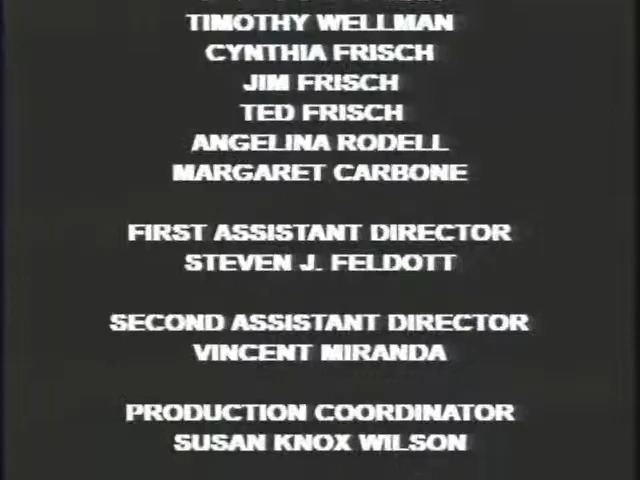 TIMOTHY WELLMAN
CYNTHIA FRISCH
JIM FRISCH
TED FRISCH
ANGELINA RODELL
MARGARET CARBONE
FIRST ASSISTANT DIRECTOR
STEVEN J. FELDOTT
SECOND ASSISTANT DIRECTOR
VINCENT MIRANDA
PRODUCTION COORDINATOR
SUSAN KNOX WILSON